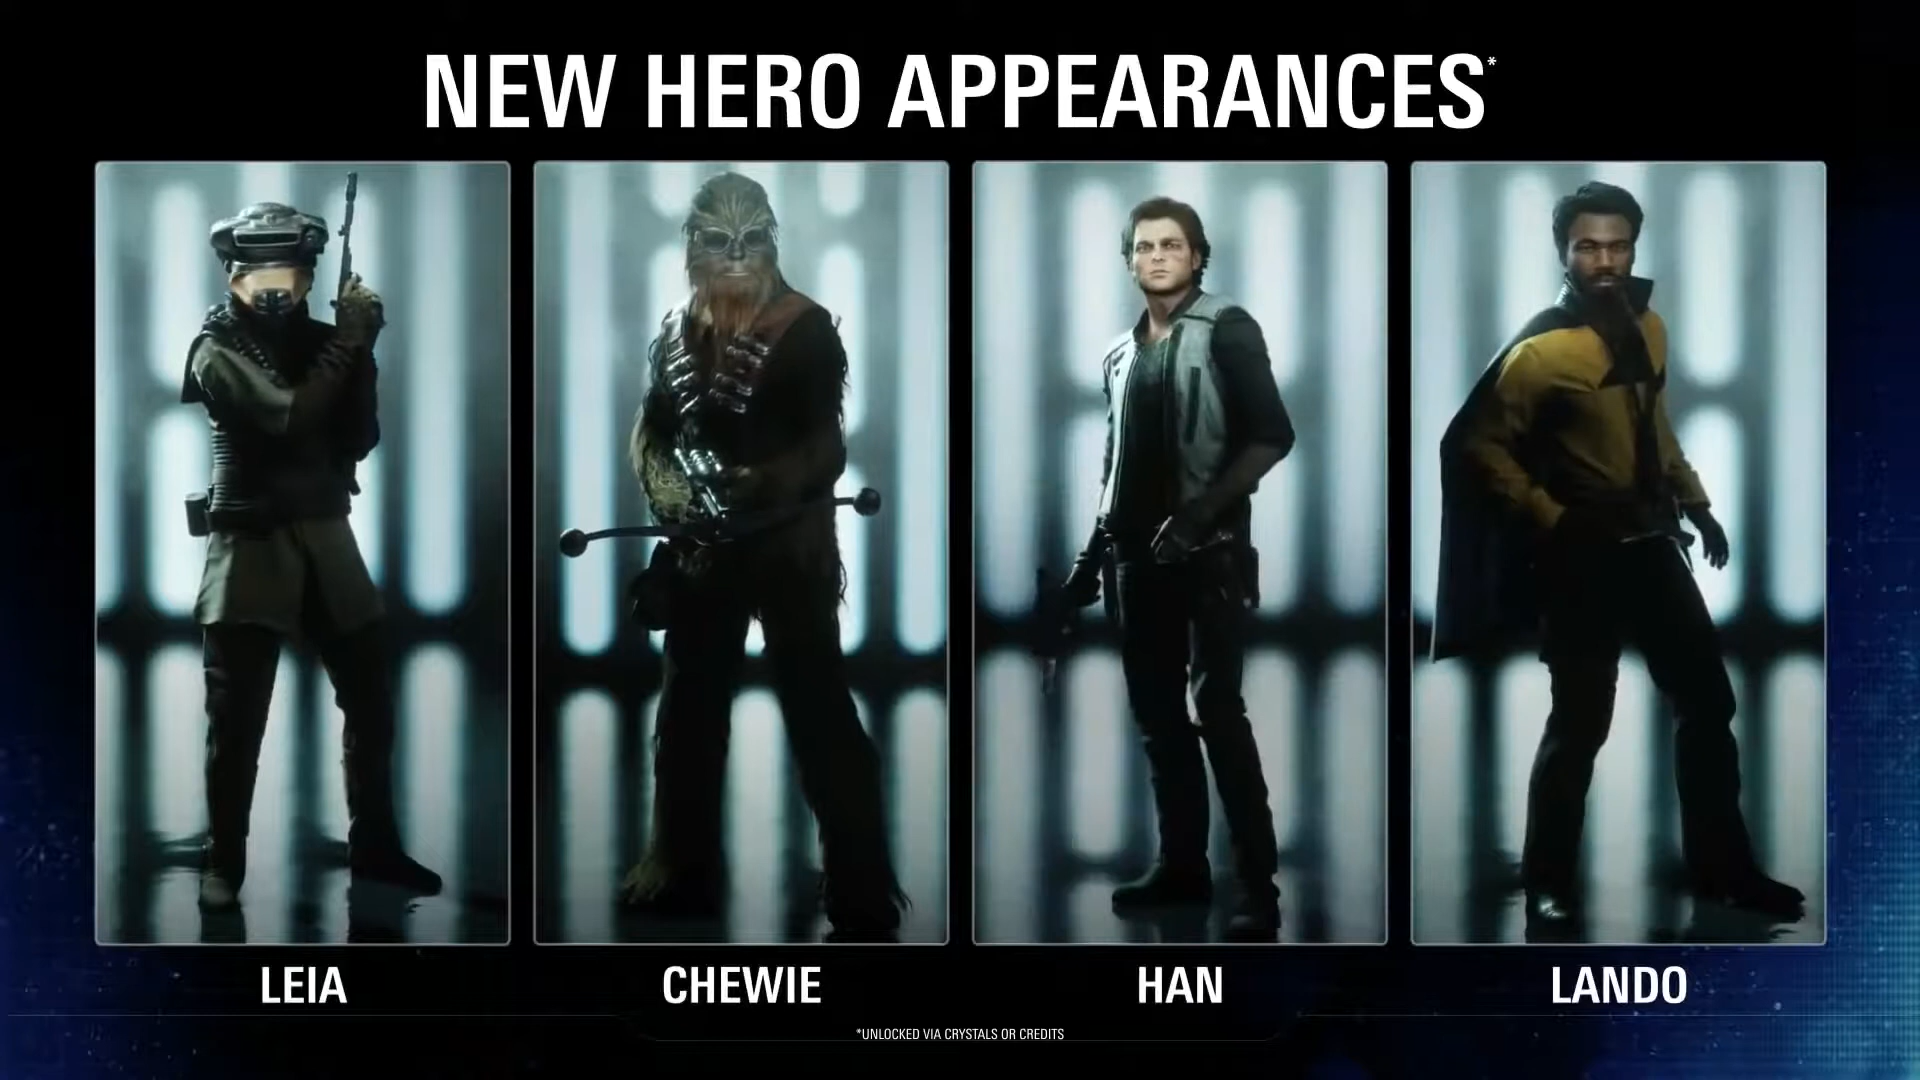 NEW HERO APPEARANCES*
LEIA
CHEWIE
HAN
LANDO
*UNLOCKED VIA CRYSTALS OR CREDITS